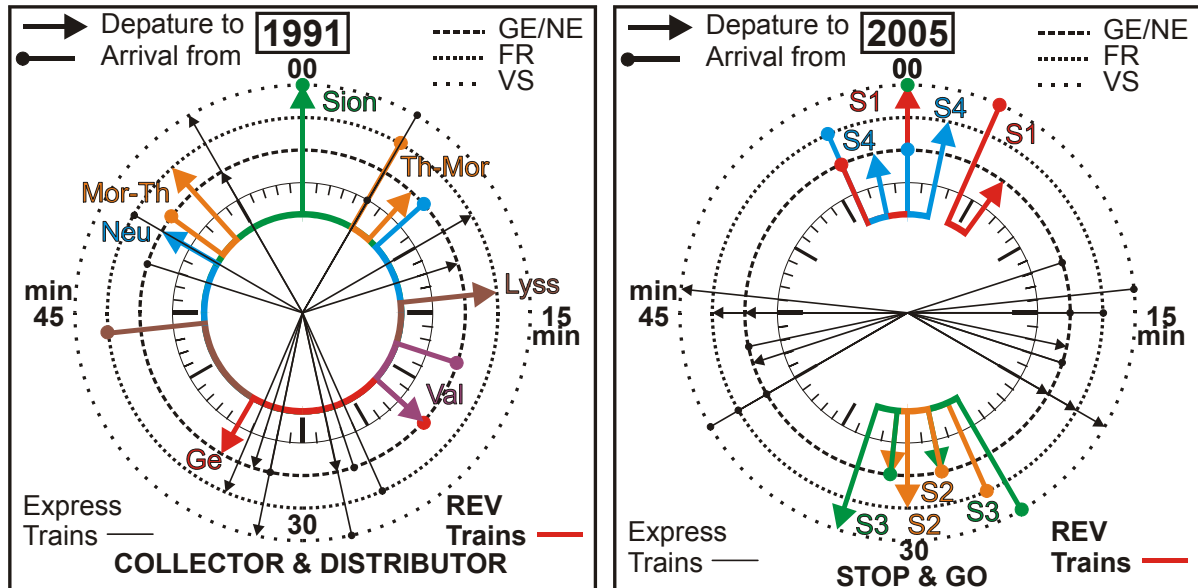 Depature to
Arrival from
1991
GE/NE
FR
VS
00
Sion
Th-Mor
Mor-Th
Neu
Lyss
min
45
15
min
Val
Ge
30
Express
Trains
REV
Trains
COLLECTOR & DISTRIBUTOR
Depature to
Arrival from
2005
GE/NE
FR
VS
00
S1
S4
S4
S1
min
45
15
min
S3
S2
S2
S3
30
Express
Trains
REV
Trains
STOP & GO